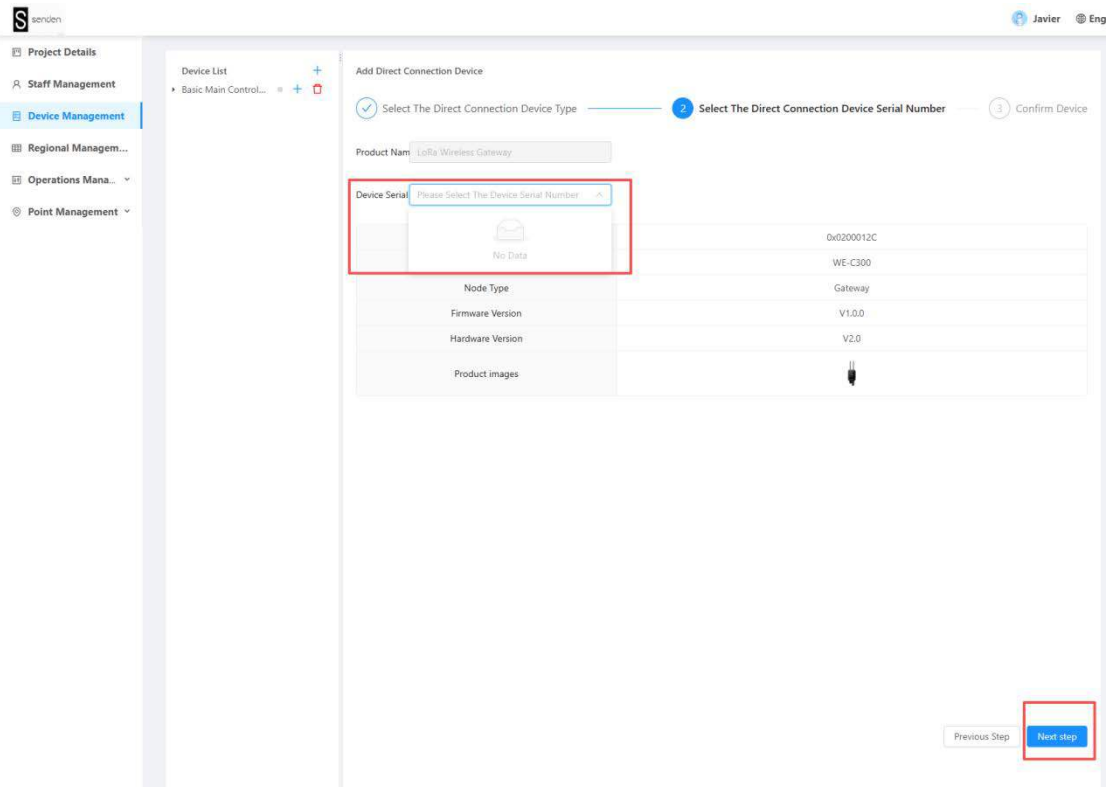 S senden
Javier Eng
Project Details
Staff Management
Device Management
Regional Managem...
Operations Mana...
Point Management
Device List
Basic Main Control...
Add Direct Connection Device
Select The Direct Connection Device Type 2 Select The Direct Connection Device Serial Number 3 Confirm Device
Product Nam LoRa Wireless Gateway
Device Serial Please Select The Device Serial Number
No Data
0x0200012C
WE-C300
Node Type Gateway
Firmware Version V1.0.0
Hardware Version V2.0
Product images
Previous Step Next step